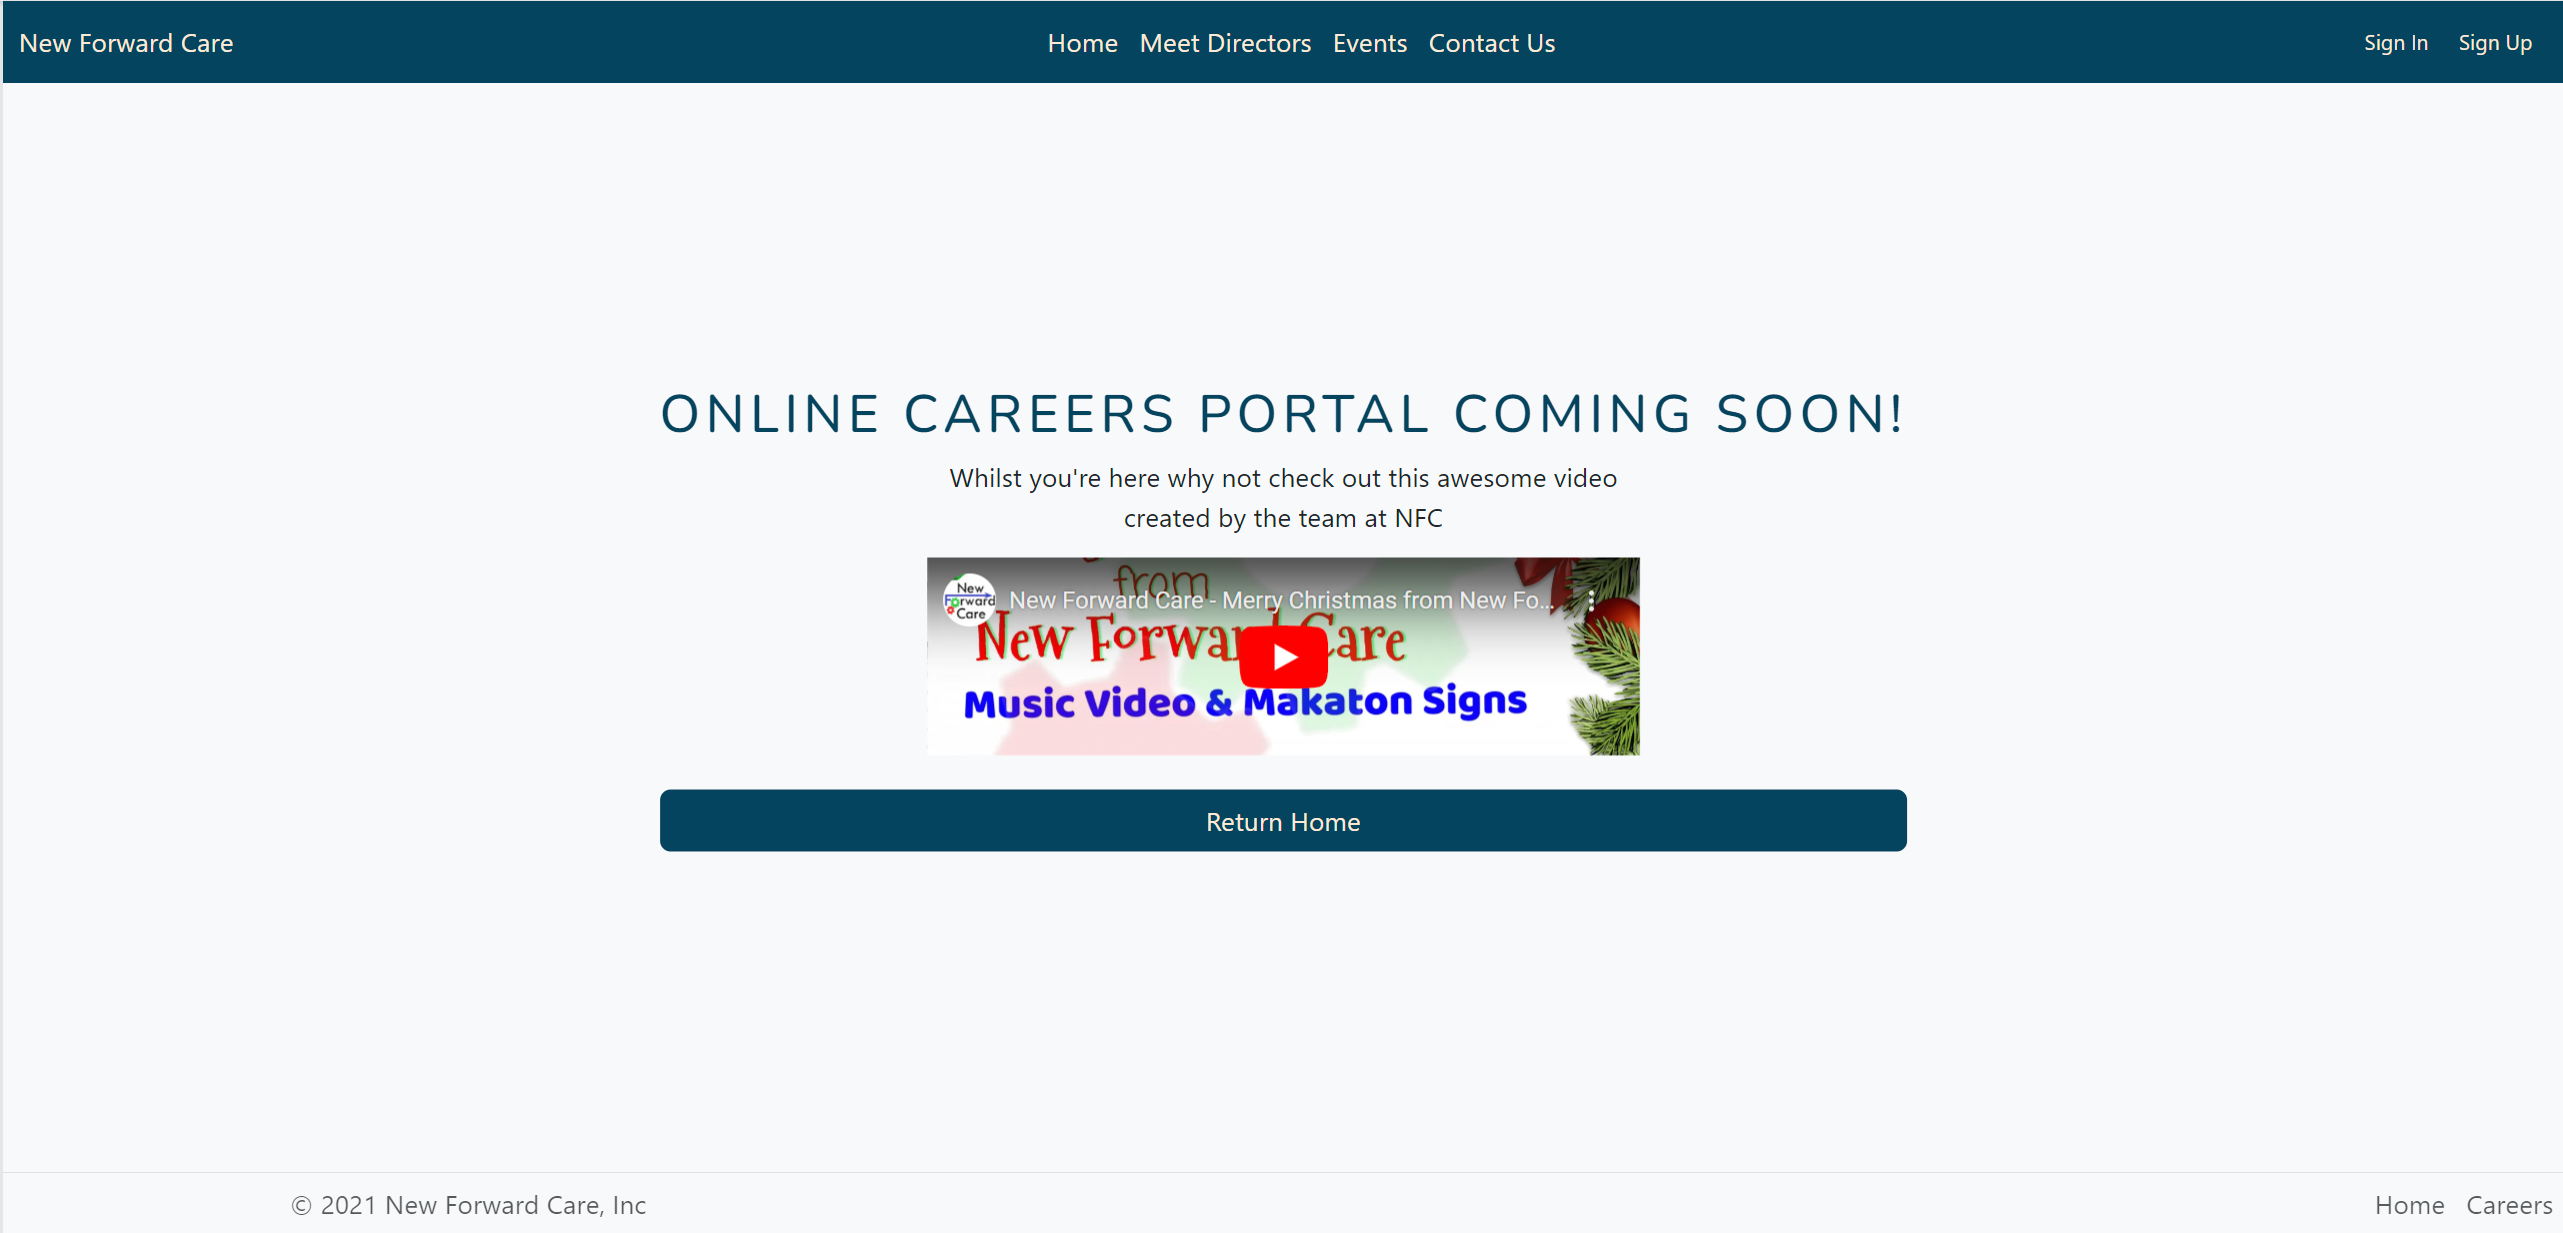 New Forward Care
Home Meet Directors Events Contact Us
Sign In Sign Up
ONLINE CAREERS PORTAL COMING SOON!
Whilst you're here why not check out this awesome video
created by the team at NFC
from
New Forward Care
New Forward Care - Merry Christmas from New Fo...
New Forward Care
Music Video & Makaton Signs
Return Home
© 2021 New Forward Care, Inc
Home Careers